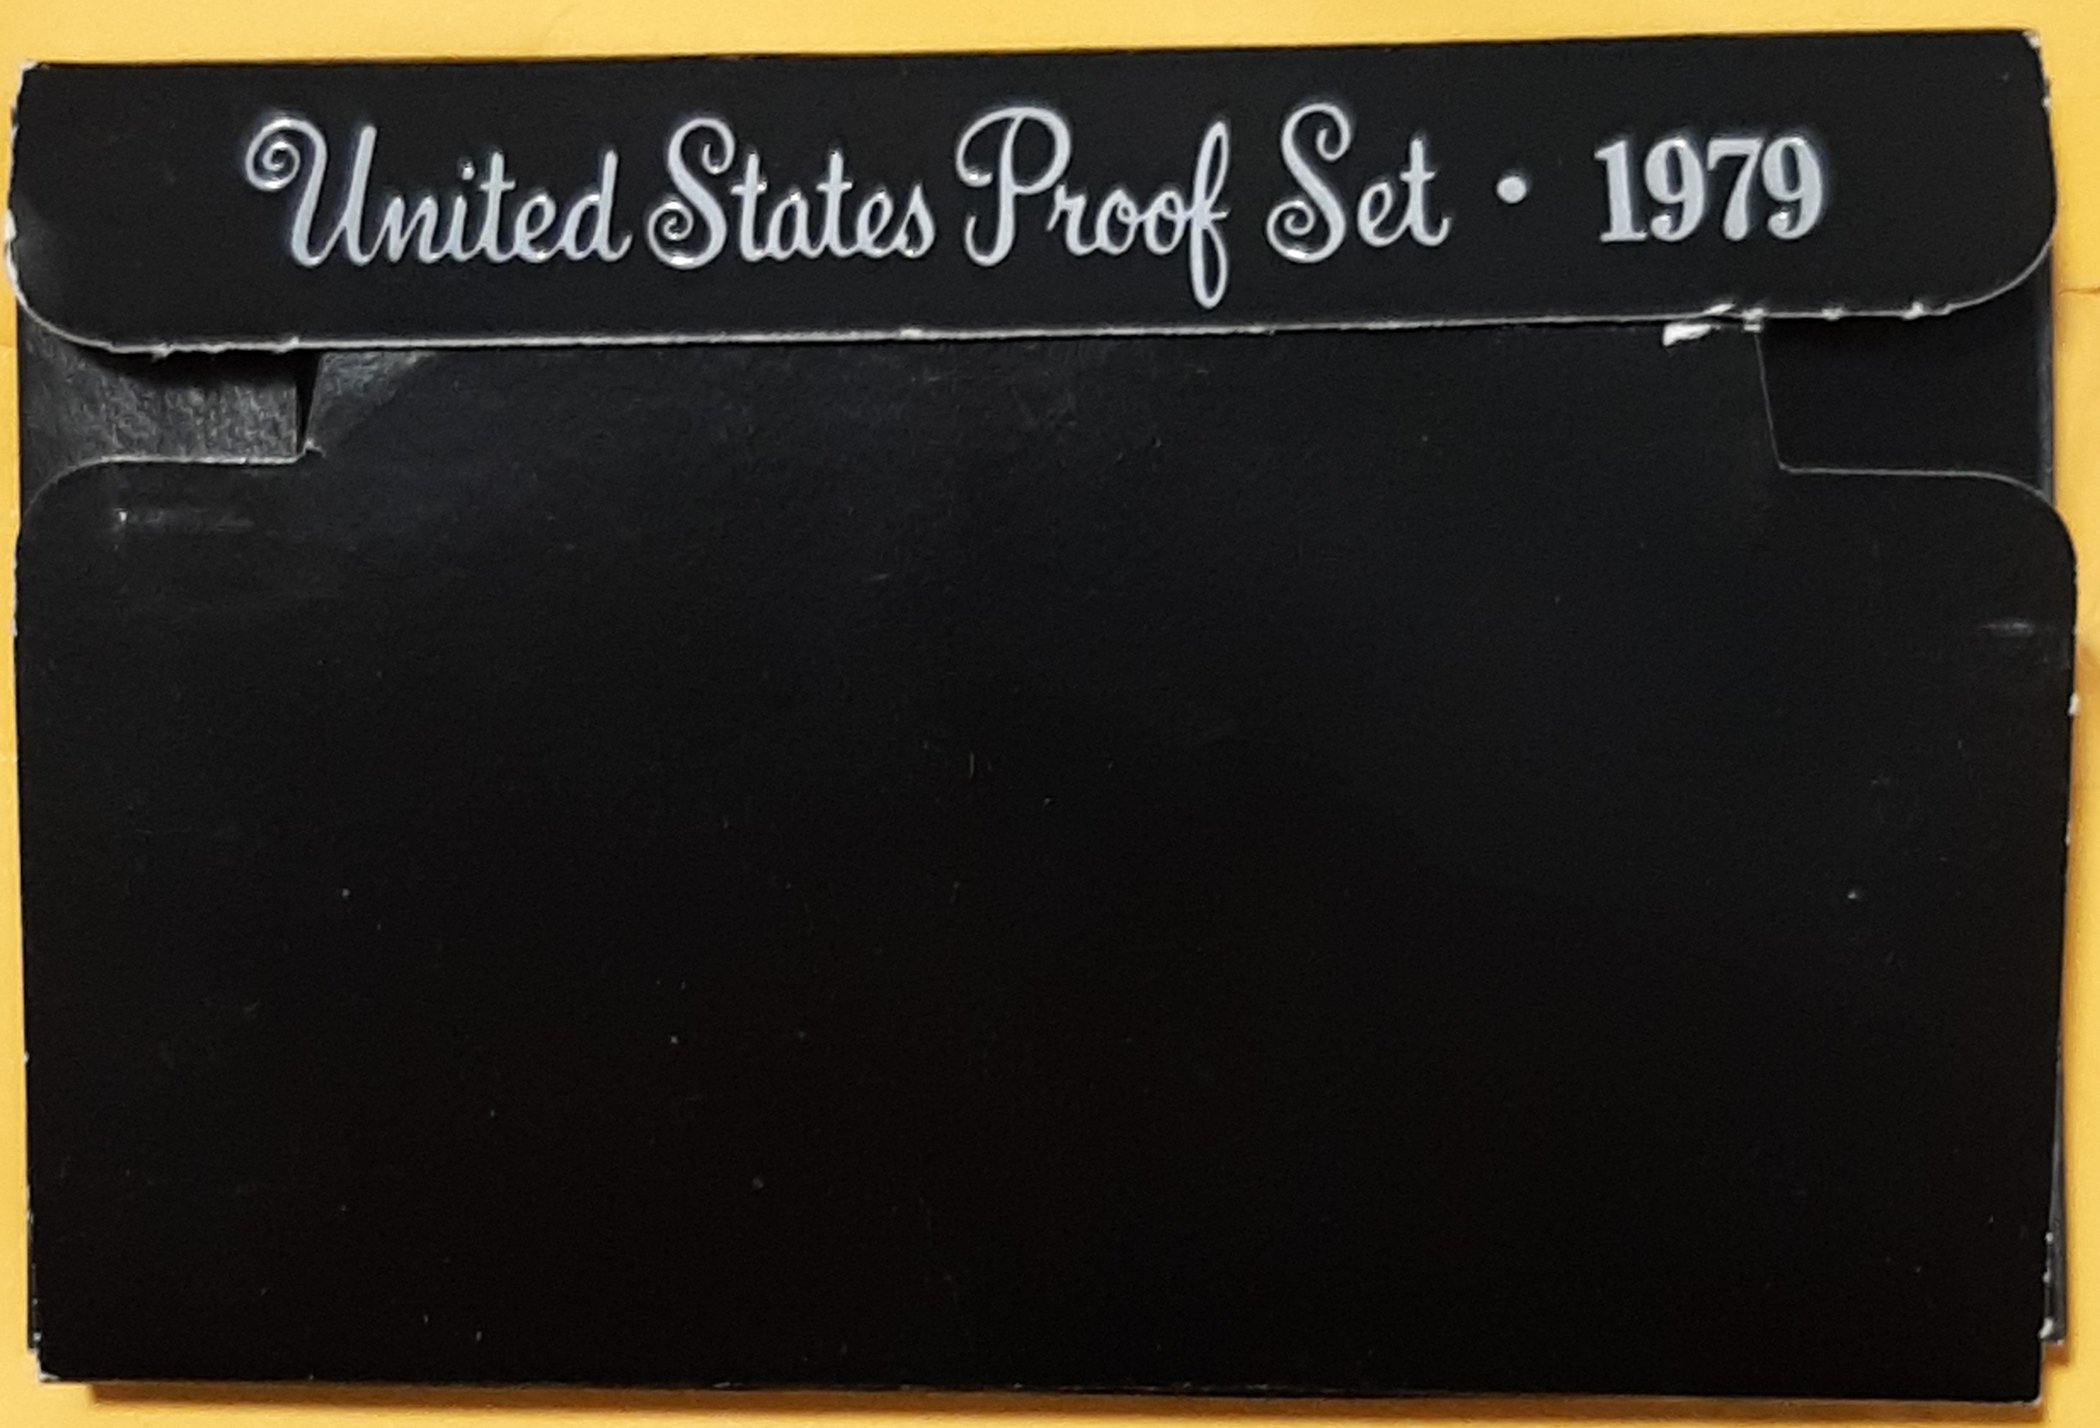 United States Proof Set • 1979